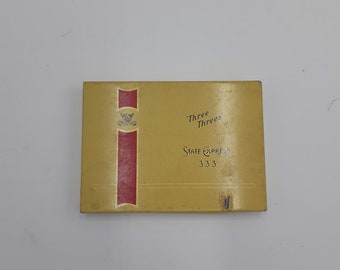 Three
Threes
STATE EXPRESS
333